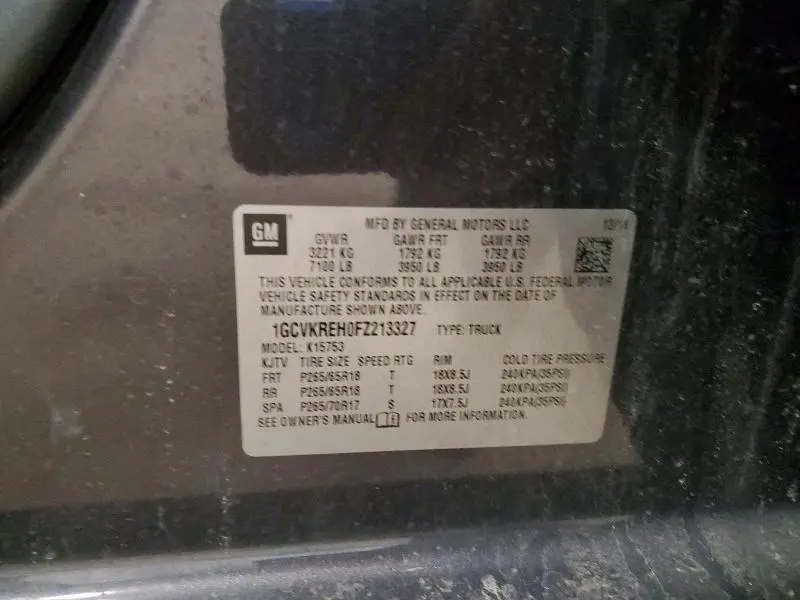 GM
MFD BY GENERAL MOTORS LLC 12/14
GVWR GAWR FRT GAWR RR
3221 KG 1792 KG 1792 KG
7100 LB 3950 LB 3950 LB
THIS VEHICLE CONFORMS TO ALL APPLICABLE U.S. FEDERAL MOTOR
VEHICLE SAFETY STANDARDS IN EFFECT ON THE DATE OF
MANUFACTURE SHOWN ABOVE.
1GCVKREH0FZ213327 TYPE: TRUCK
MODEL: K15753
KJTV TIRE SIZE SPEED RTG RIM COLD TIRE PRESSURE
FRT P265/65R18 T 18X8.5J 240KPA(35PSI)
RR P265/65R18 T 18X8.5J 240KPA(35PSI)
SPA P265/70R17 S 17X7.5J 240KPA(35PSI)
SEE OWNER'S MANUAL FOR MORE INFORMATION.